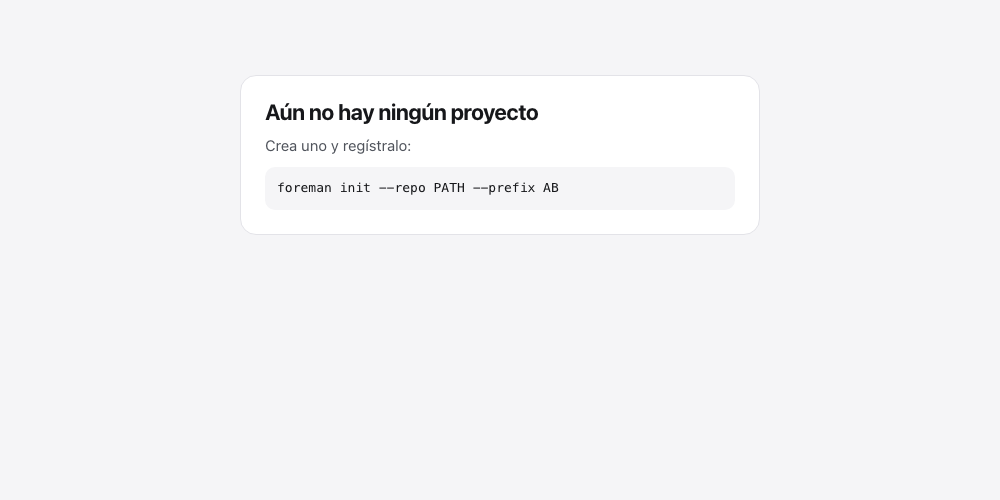 Aún no hay ningún proyecto
Crea uno y regístralo:
foreman init --repo PATH --prefix AB